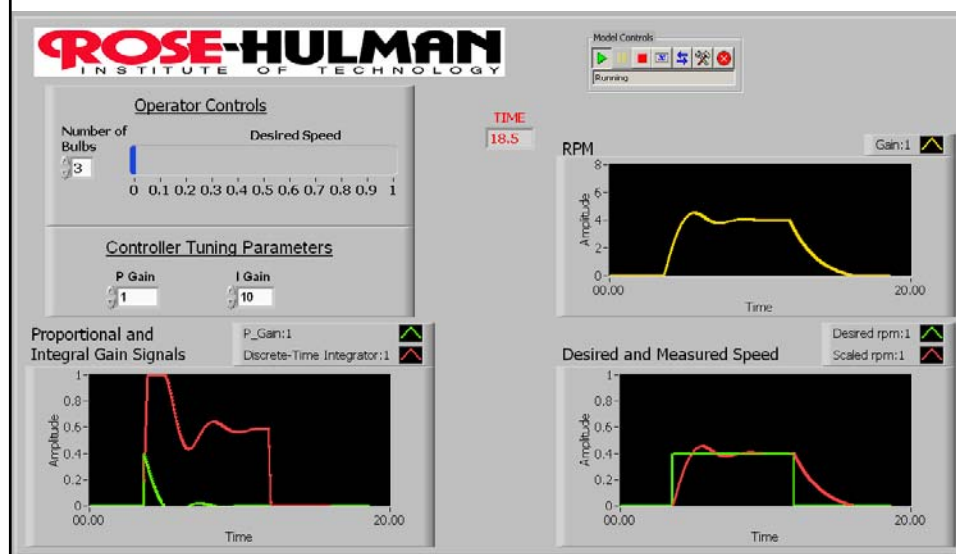 ROSE-HULMAN
INSTITUTE OF TECHNOLOGY
Model Controls
Running
Operator Controls
Number of
Bulbs
3
Desired Speed
0 0.1 0.2 0.3 0.4 0.5 0.6 0.7 0.8 0.9 1
TIME
18.5
Controller Tuning Parameters
P Gain
1
I Gain
10
RPM
Gain:1
8
6
4
2
0
Amplitude
00.00
20.00
Time
Proportional and
Integral Gain Signals
P_Gain:1
Discrete-Time Integrator:1
1
0.8
0.6
0.4
0.2
0
Amplitude
00.00
20.00
Time
Desired and Measured Speed
Desired rpm:1
Scaled rpm:1
1
0.8
0.6
0.4
0.2
0
Amplitude
00.00
20.00
Time